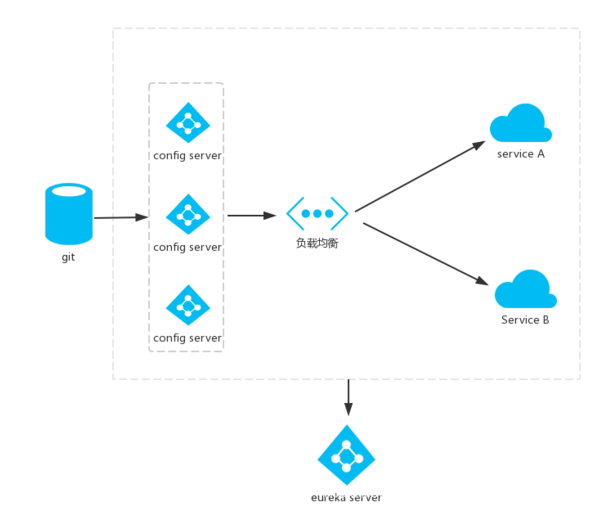 config server
service A
config server
负载均衡
git
Service B
config server
eureka server